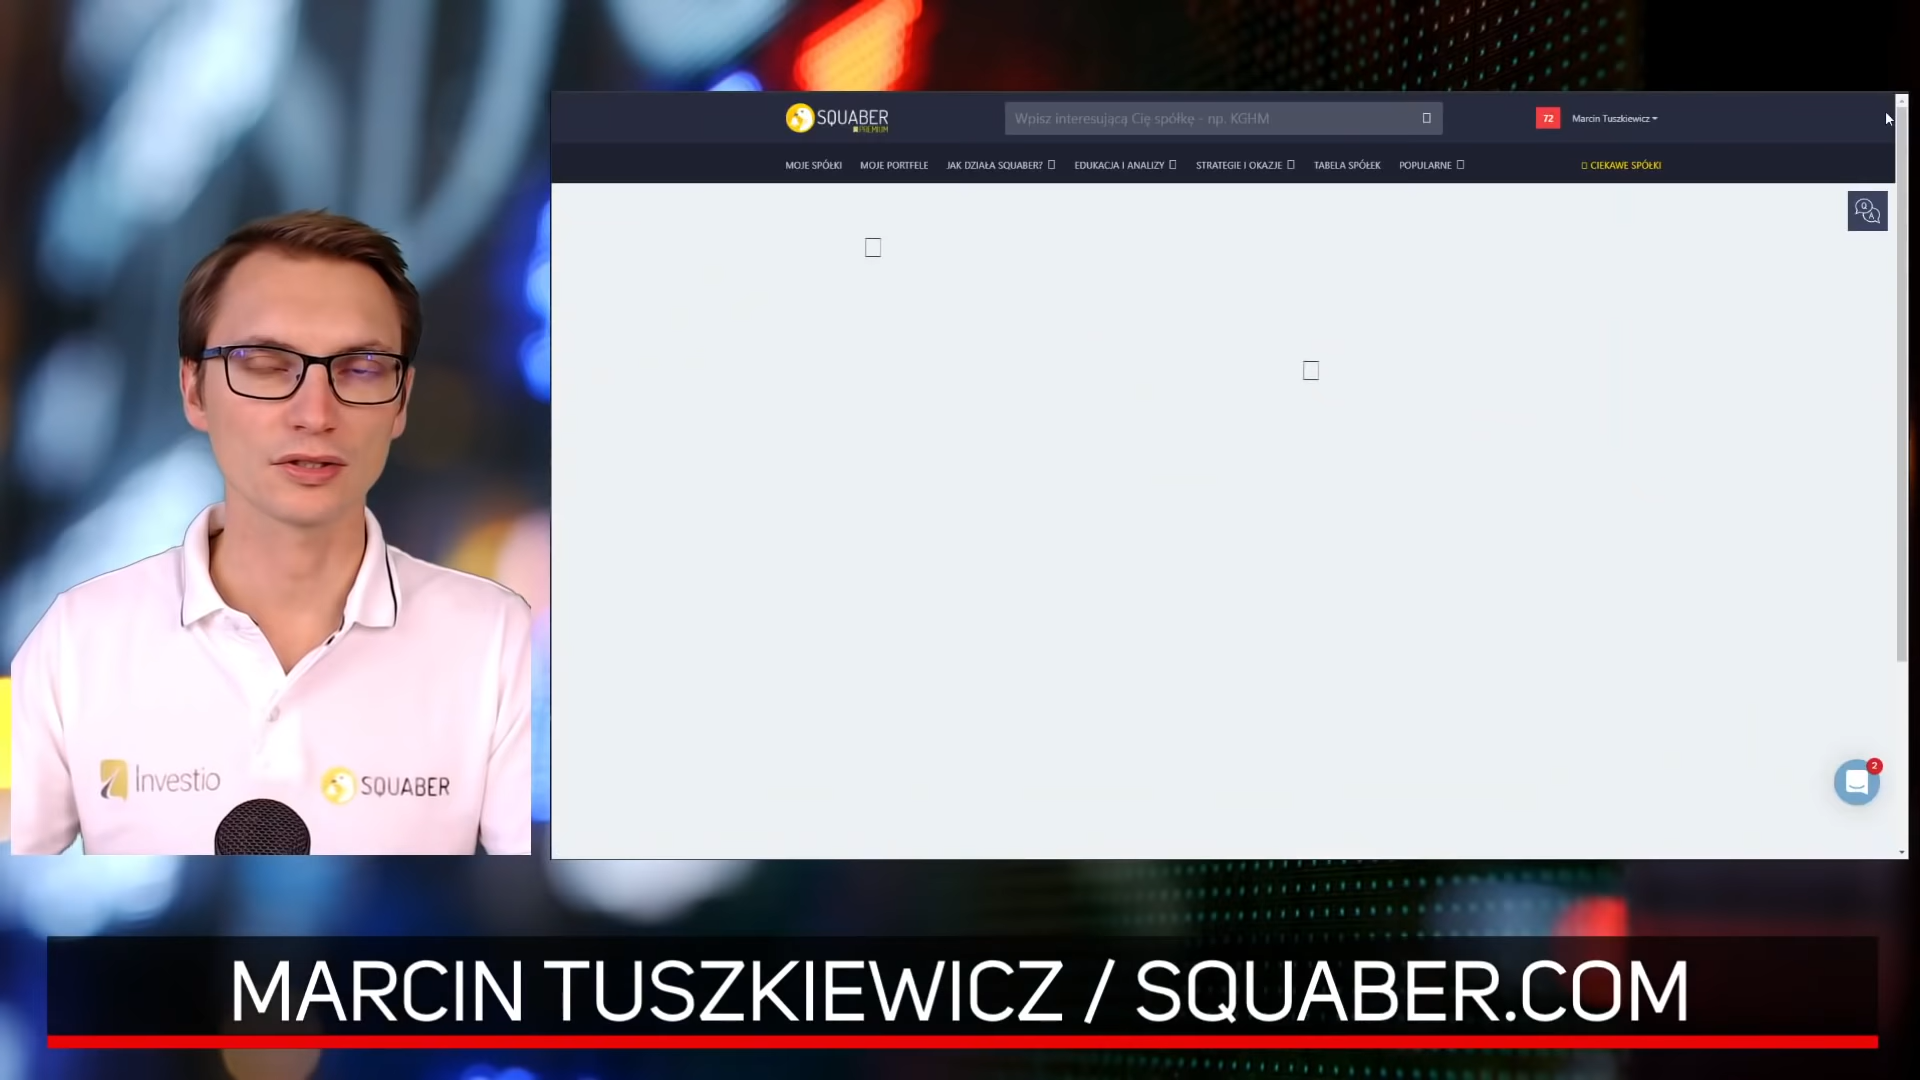 SQUABER
PREMIUM
Wpisz interesującą Cię spółkę - np. KGHM
72
Marcin Tuszkiewicz
MOJE SPÓŁKI
MOJE PORTFELE
JAK DZIAŁA SQUABER?
EDUKACJA I ANALIZY
STRATEGIE I OKAZJE
TABELA SPÓŁEK
POPULARNE
CIEKAWE SPÓŁKI
Q
A
2
Investio
SQUABER
MARCIN TUSZKIEWICZ / SQUABER.COM